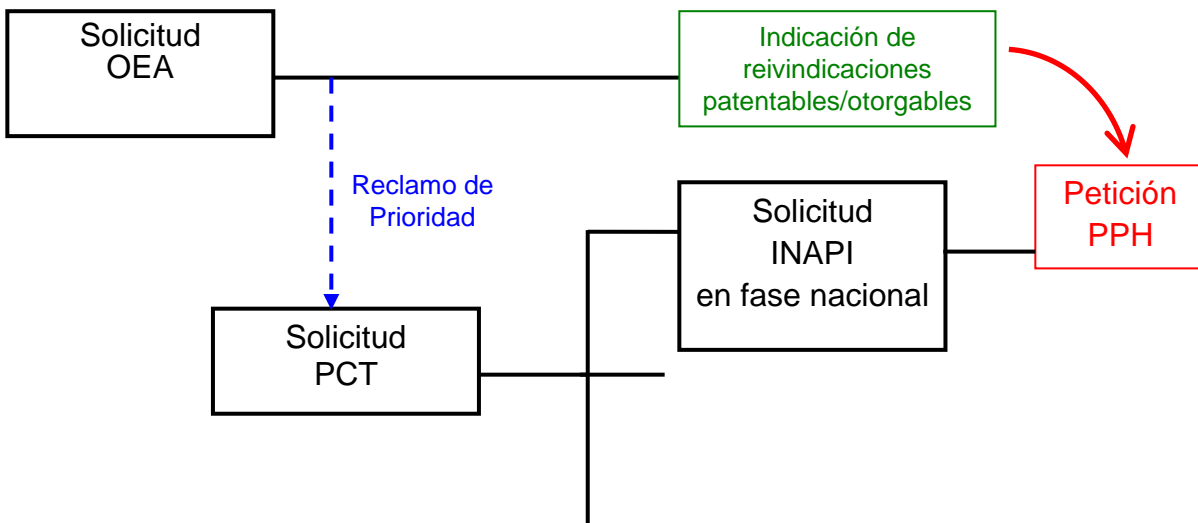 Solicitud
OEA
Indicación de
reivindicaciones
patentables/otorgables
Reclamo de
Prioridad
Petición
PPH
Solicitud
INAPI
en fase nacional
Solicitud
PCT